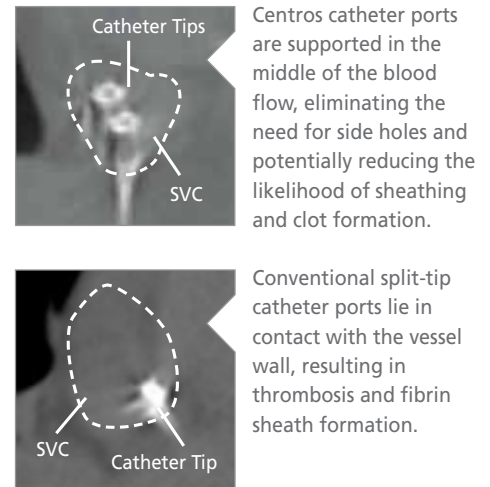 Catheter Tips
SVC
Centros catheter ports
are supported in the
middle of the blood
flow, eliminating the
need for side holes and
potentially reducing the
likelihood of sheathing
and clot formation.
SVC
Catheter Tip
Conventional split-tip
catheter ports lie in
contact with the vessel
wall, resulting in
thrombosis and fibrin
sheath formation.